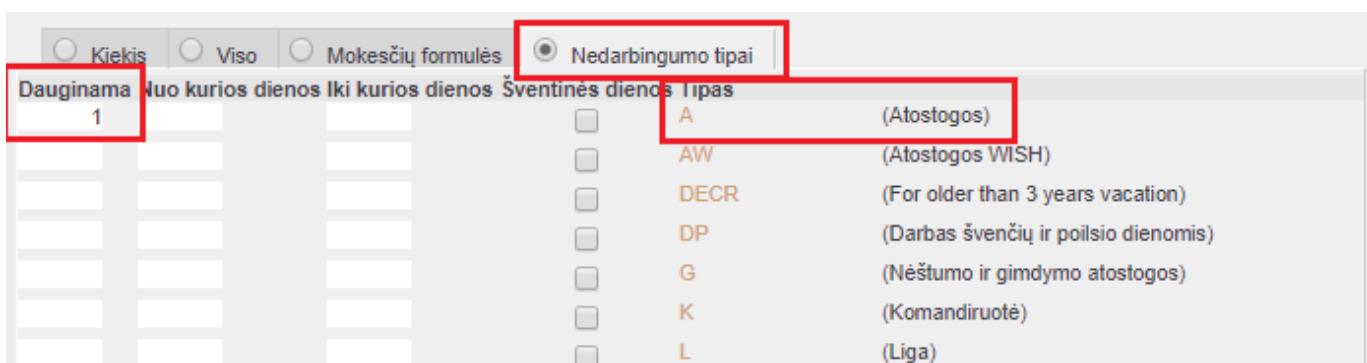 Kiekis Viso Mokesčių formulės Nedarbingumo tipai
Dauginama Nuo kurios dienos Iki kurios dienos Šventinės dienos Tipas
1 A (Atostogos)
AW (Atostogos WISH)
DECR (For older than 3 years vacation)
DP (Darbas švenčių ir poilsio dienomis)
G (Nėštumo ir gimdymo atostogos)
K (Komandiruotė)
L (Liga)